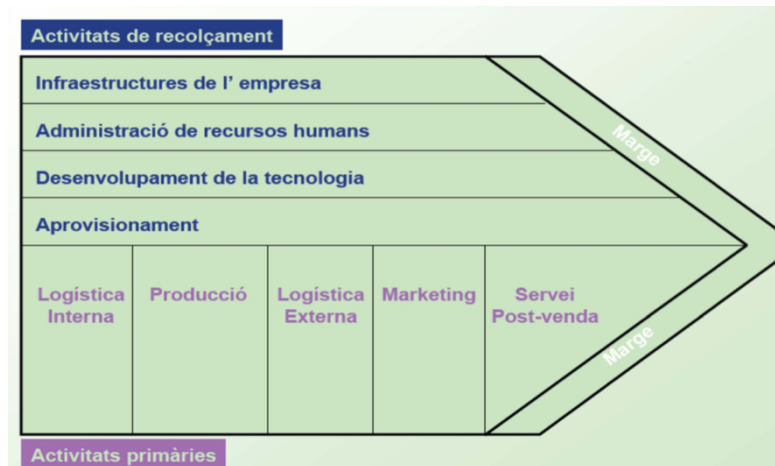 Activitats de recolçament
Infraestructures de l’ empresa
Administració de recursos humans
Marge
Desenvolupament de la tecnologia
Aprovisionament
Logística
Interna
Producció
Logística
Externa
Marketing
Servei
Post-venda
Marge
Activitats primàries